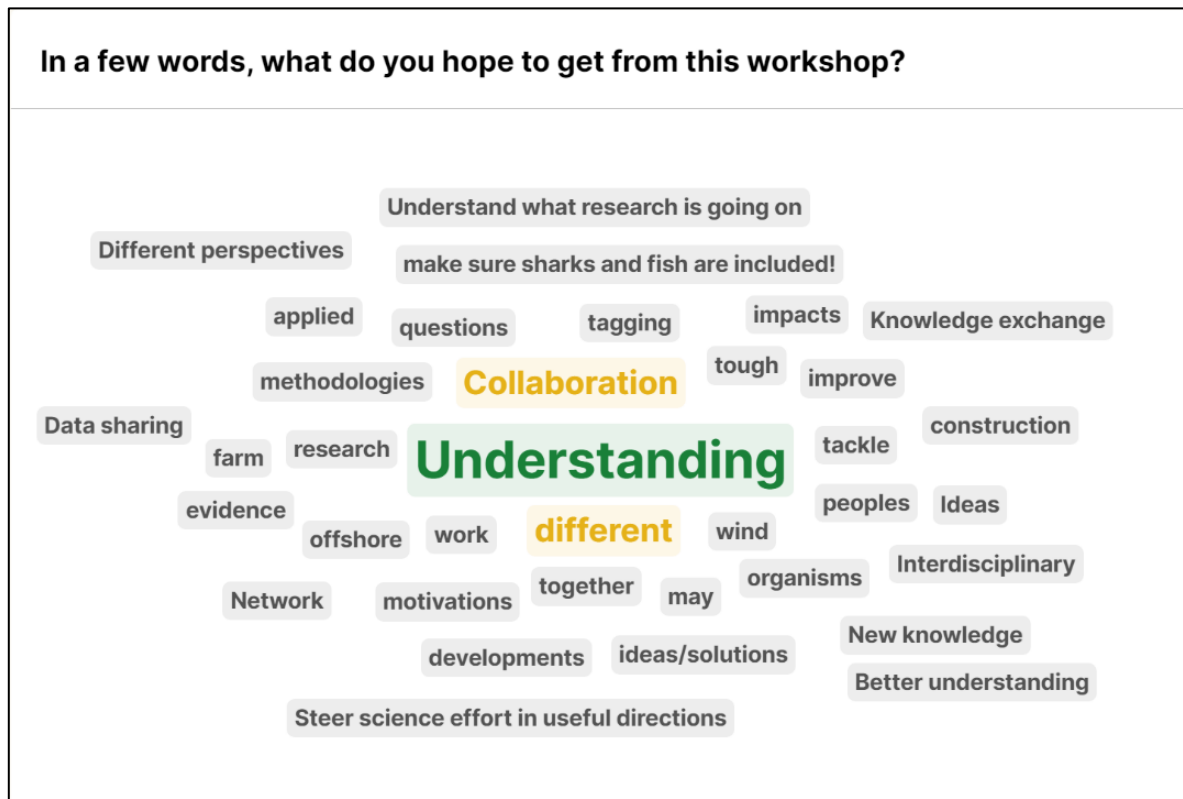 In a few words, what do you hope to get from this workshop?
Understand what research is going on
Different perspectives
make sure sharks and fish are included!
applied
questions
tagging
impacts
Knowledge exchange
methodologies
Collaboration
tough
improve
Data sharing
farm
research
Understanding
tackle
construction
evidence
offshore
work
different
wind
peoples
Ideas
Network
motivations
together
may
organisms
Interdisciplinary
developments
ideas/solutions
New knowledge
Better understanding
Steer science effort in useful directions